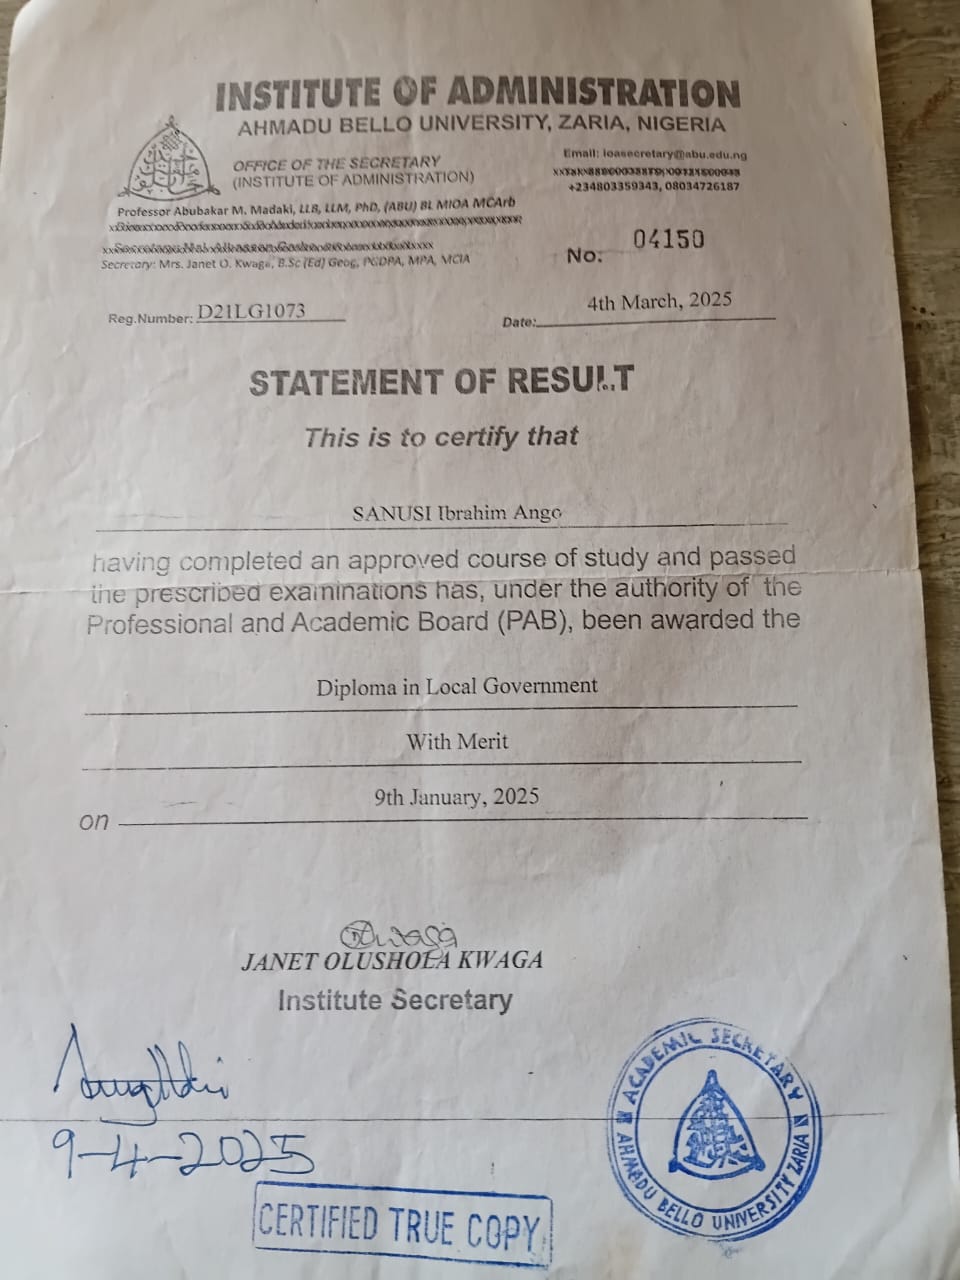 INSTITUTE OF ADMINISTRATION
AHMADU BELLO UNIVERSITY, ZARIA, NIGERIA
OFFICE OF THE SECRETARY
(INSTITUTE OF ADMINISTRATION)
Email: ioasecretary@abu.edu.ng
+234803359343, 08034726187
Professor Abubakar M. Madaki, LLB, LLM, PhD, (ABU) BL MIOA MCArb
Secretary: Mrs. Janet O. Kwaga, B.Sc (Ed) Geog, PGDPA, MPA, MCIA
No. 04150
Reg.Number: D21LG1073
Date: 4th March, 2025
STATEMENT OF RESULT
This is to certify that
SANUSI Ibrahim Ango
having completed an approved course of study and passed
the prescribed examinations has, under the authority of the
Professional and Academic Board (PAB), been awarded the
Diploma in Local Government
With Merit
on 9th January, 2025
JANET OLUSHOLA KWAGA
Institute Secretary
9-4-2025
CERTIFIED TRUE COPY
ACADEMIC SECRETARY
AHMADU BELLO UNIVERSITY ZARIA